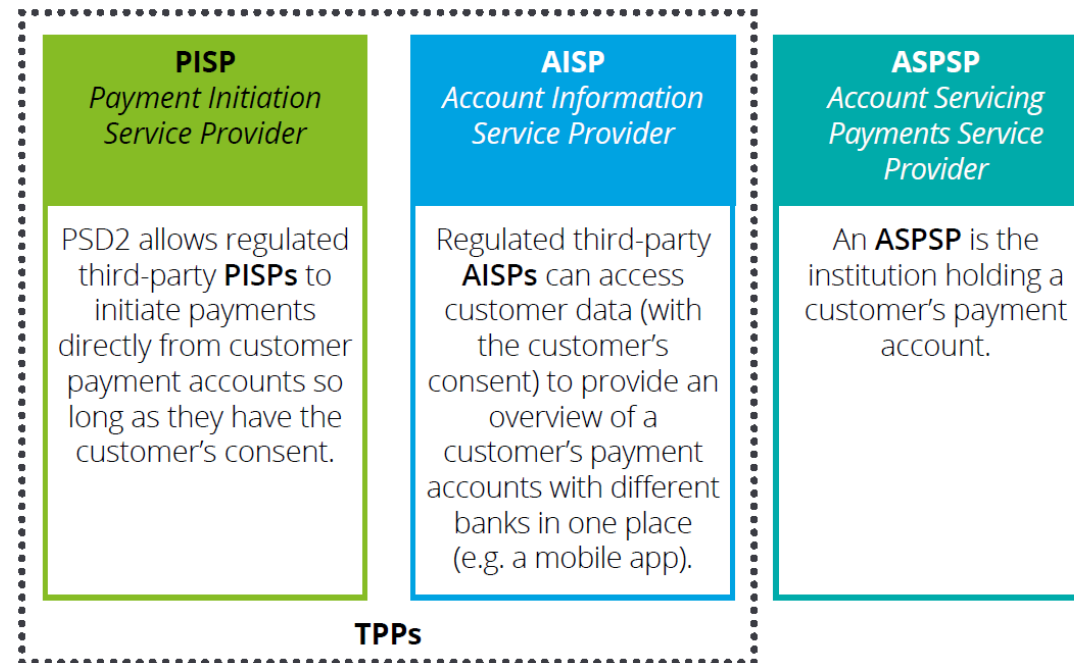 PISP
Payment Initiation
Service Provider
PSD2 allows regulated
third-party PISPs to
initiate payments
directly from customer
payment accounts so
long as they have the
customer’s consent.
AISP
Account Information
Service Provider
Regulated third-party
AISPs can access
customer data (with
the customer’s
consent) to provide an
overview of a
customer’s payment
accounts with different
banks in one place
(e.g. a mobile app).
TPPs
ASPSP
Account Servicing
Payments Service
Provider
An ASPSP is the
institution holding a
customer’s payment
account.